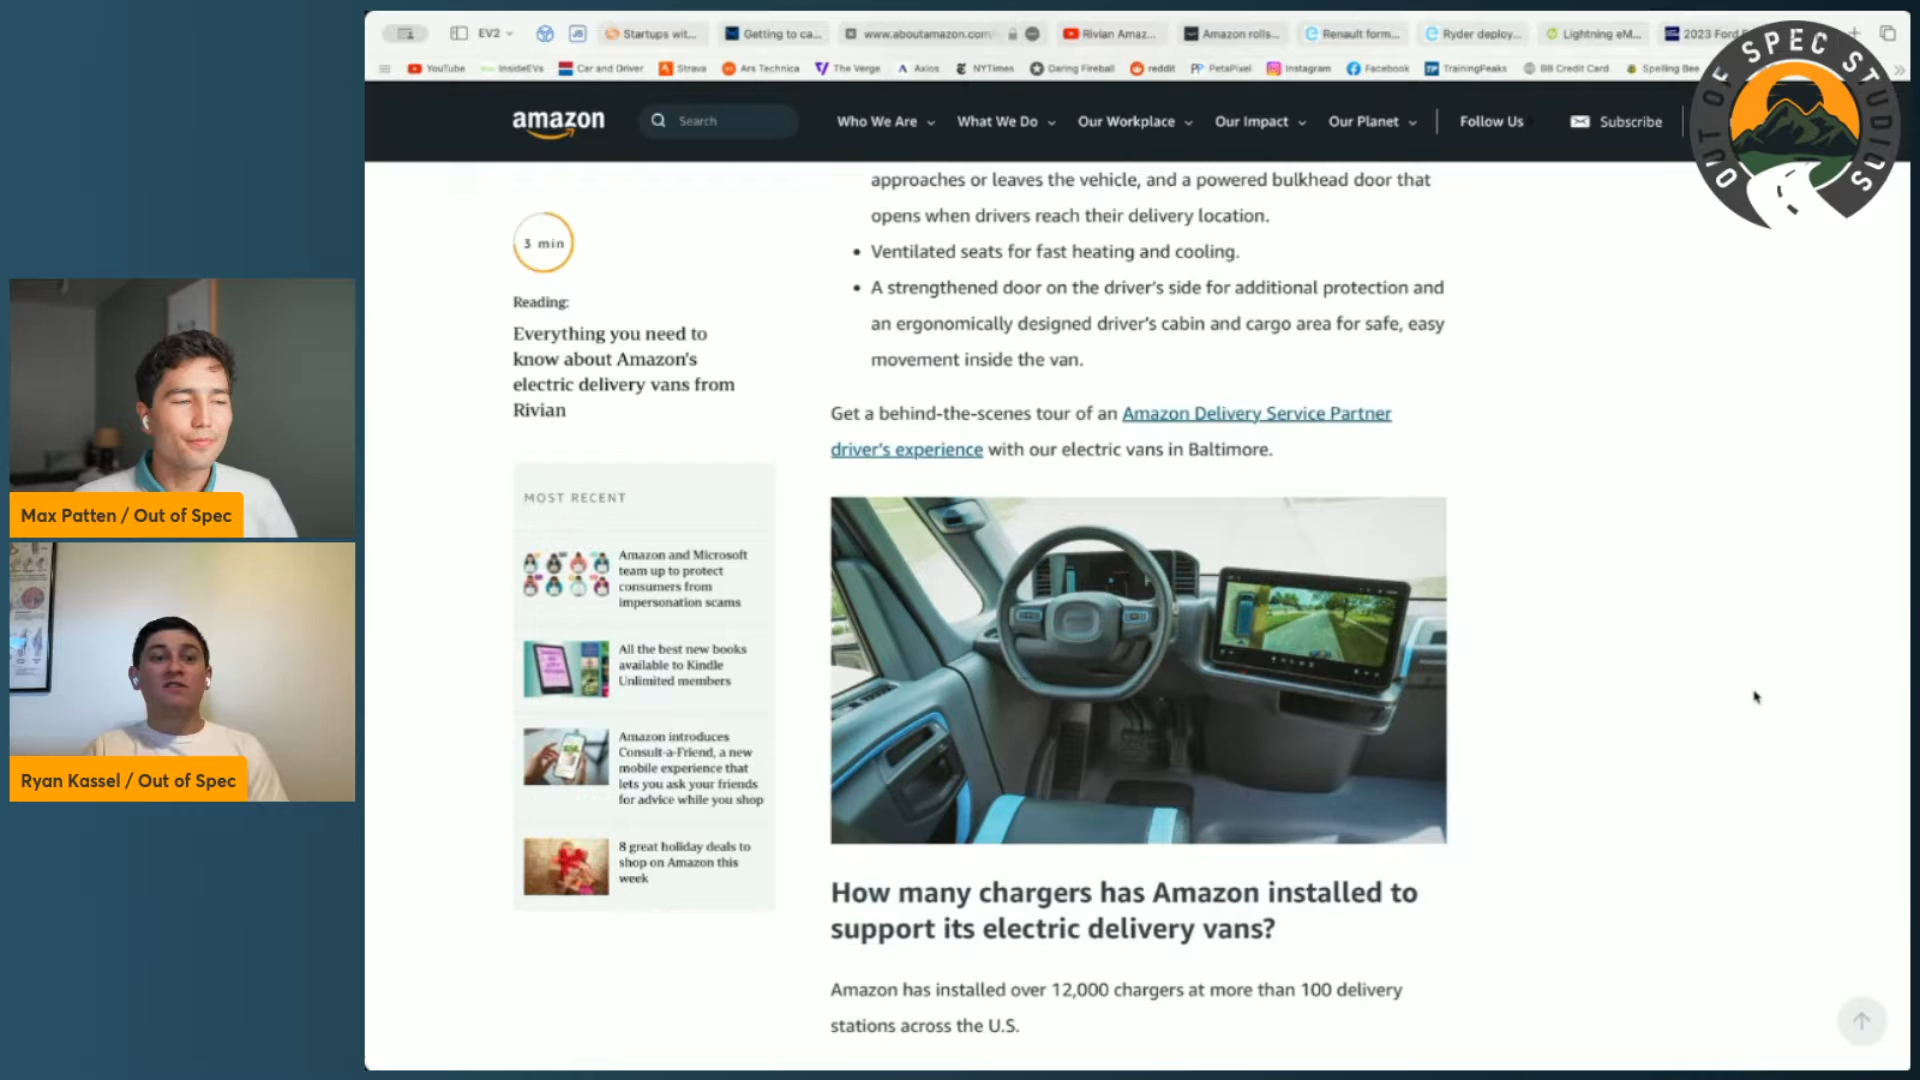 EV2
Startups wit...
Getting to ca...
www.aboutamazon.com
Rivian Amaz...
Amazon rolls...
Renault form...
Ryder deploy...
Lightning eM...
2023 Ford
YouTube
InsideEVs
Car and Driver
Strava
Ars Technica
The Verge
Axios
NYTimes
Daring Fireball
reddit
PetaPixel
Instagram
Facebook
TrainingPeaks
BB Credit Card
Spelling Bee
OUT OF SPEC STUDIOS
amazon
Search
Who We Are
What We Do
Our Workplace
Our Impact
Our Planet
Follow Us
Subscribe
3 min
Reading:
Everything you need to
know about Amazon's
electric delivery vans from
Rivian
MOST RECENT
Amazon and Microsoft
team up to protect
consumers from
impersonation scams
All the best new books
available to Kindle
Unlimited members
Amazon introduces
Consult-a-Friend, a new
mobile experience that
lets you ask your friends
for advice while you shop
8 great holiday deals to
shop on Amazon this
week
approaches or leaves the vehicle, and a powered bulkhead door that
opens when drivers reach their delivery location.
• Ventilated seats for fast heating and cooling.
• A strengthened door on the driver's side for additional protection and
an ergonomically designed driver's cabin and cargo area for safe, easy
movement inside the van.
Get a behind-the-scenes tour of an Amazon Delivery Service Partner
driver's experience with our electric vans in Baltimore.
How many chargers has Amazon installed to
support its electric delivery vans?
Amazon has installed over 12,000 chargers at more than 100 delivery
stations across the U.S.
Max Patten / Out of Spec
Ryan Kassel / Out of Spec